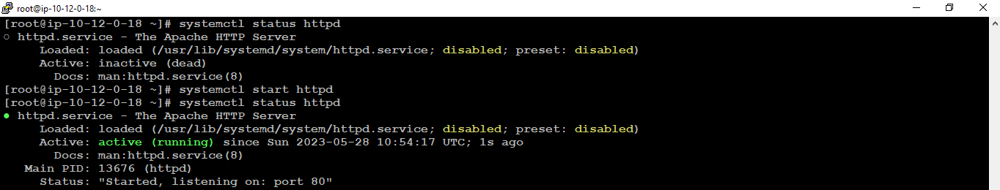 root@ip-10-12-0-18:~
[root@ip-10-12-0-18 ~]# systemctl status httpd
○ httpd.service - The Apache HTTP Server
     Loaded: loaded (/usr/lib/systemd/system/httpd.service; disabled; preset: disabled)
     Active: inactive (dead)
       Docs: man:httpd.service(8)
[root@ip-10-12-0-18 ~]# systemctl start httpd
[root@ip-10-12-0-18 ~]# systemctl status httpd
● httpd.service - The Apache HTTP Server
     Loaded: loaded (/usr/lib/systemd/system/httpd.service; disabled; preset: disabled)
     Active: active (running) since Sun 2023-05-28 10:54:17 UTC; 1s ago
       Docs: man:httpd.service(8)
   Main PID: 13676 (httpd)
     Status: "Started, listening on: port 80"